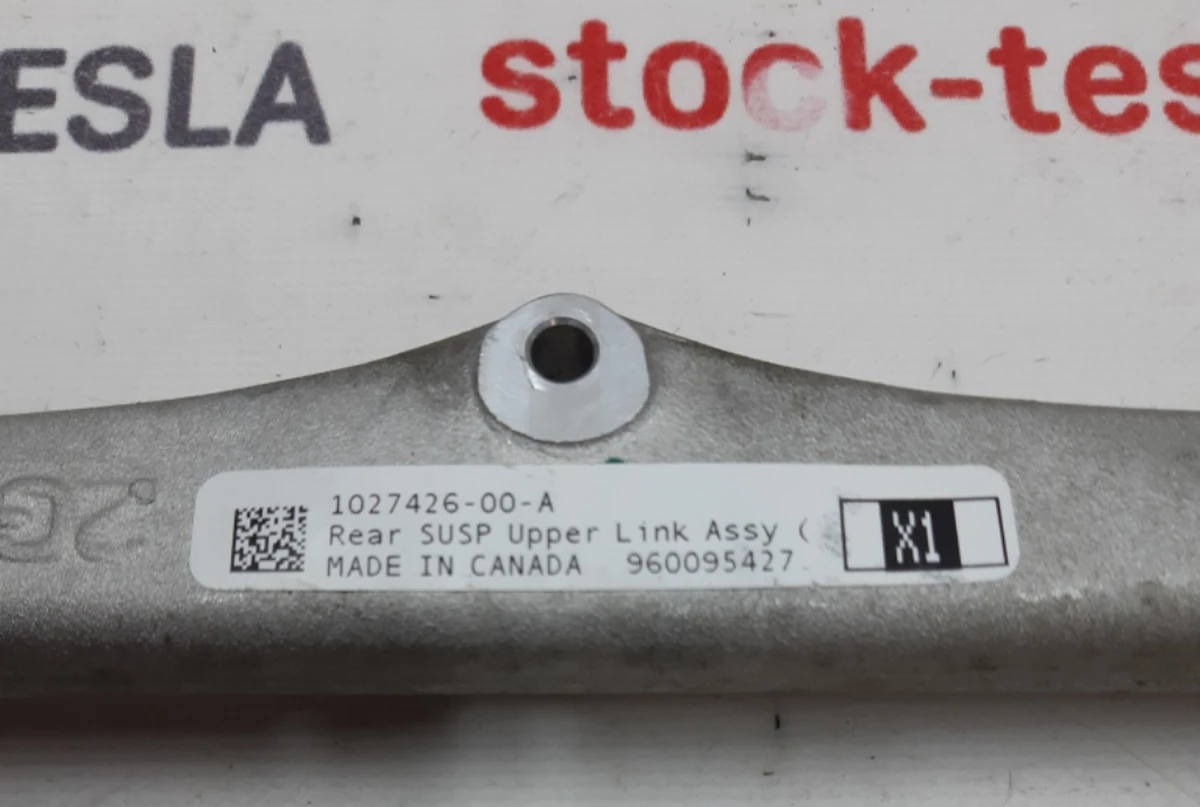 ESLA stock-tes
1027426-00-A
Rear SUSP Upper Link Assy (
MADE IN CANADA 960095427
X1